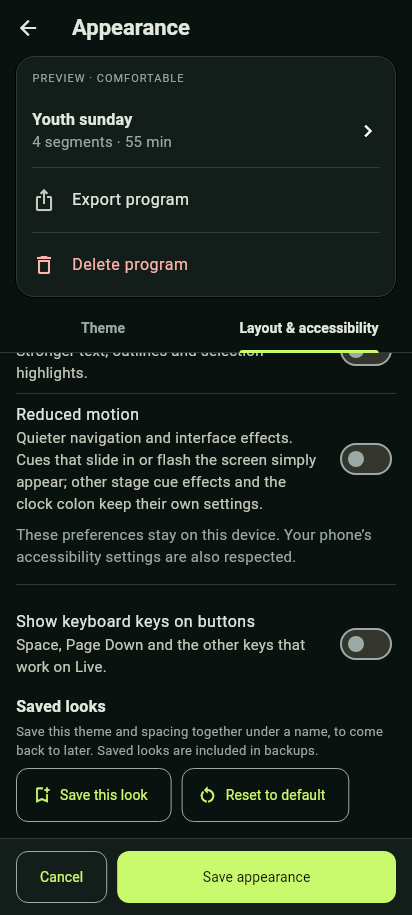 Appearance
PREVIEW · COMFORTABLE
Youth sunday
4 segments · 55 min
Export program
Delete program
Theme
Layout & accessibility
Stronger text, outlines and selection
highlights.
Reduced motion
Quieter navigation and interface effects.
Cues that slide in or flash the screen simply
appear; other stage cue effects and the
clock colon keep their own settings.
These preferences stay on this device. Your phone's
accessibility settings are also respected.
Show keyboard keys on buttons
Space, Page Down and the other keys that
work on Live.
Saved looks
Save this theme and spacing together under a name, to come
back to later. Saved looks are included in backups.
Save this look
Reset to default
Cancel
Save appearance